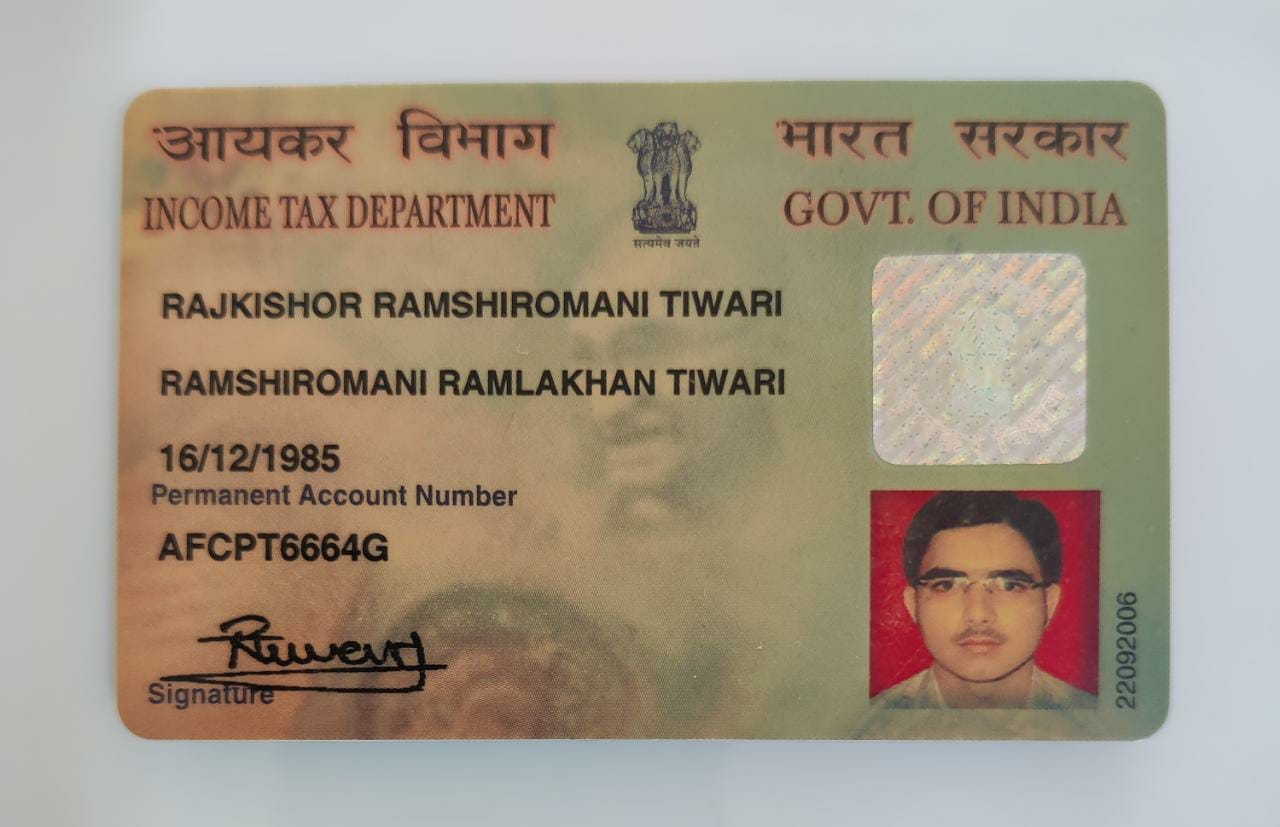 आयकर विभाग
INCOME TAX DEPARTMENT
सत्यमेव जयते
भारत सरकार
GOVT. OF INDIA
RAJKISHOR RAMSHIROMANI TIWARI
RAMSHIROMANI RAMLAKHAN TIWARI
16/12/1985
Permanent Account Number
AFCPT6664G
Signature
22092006